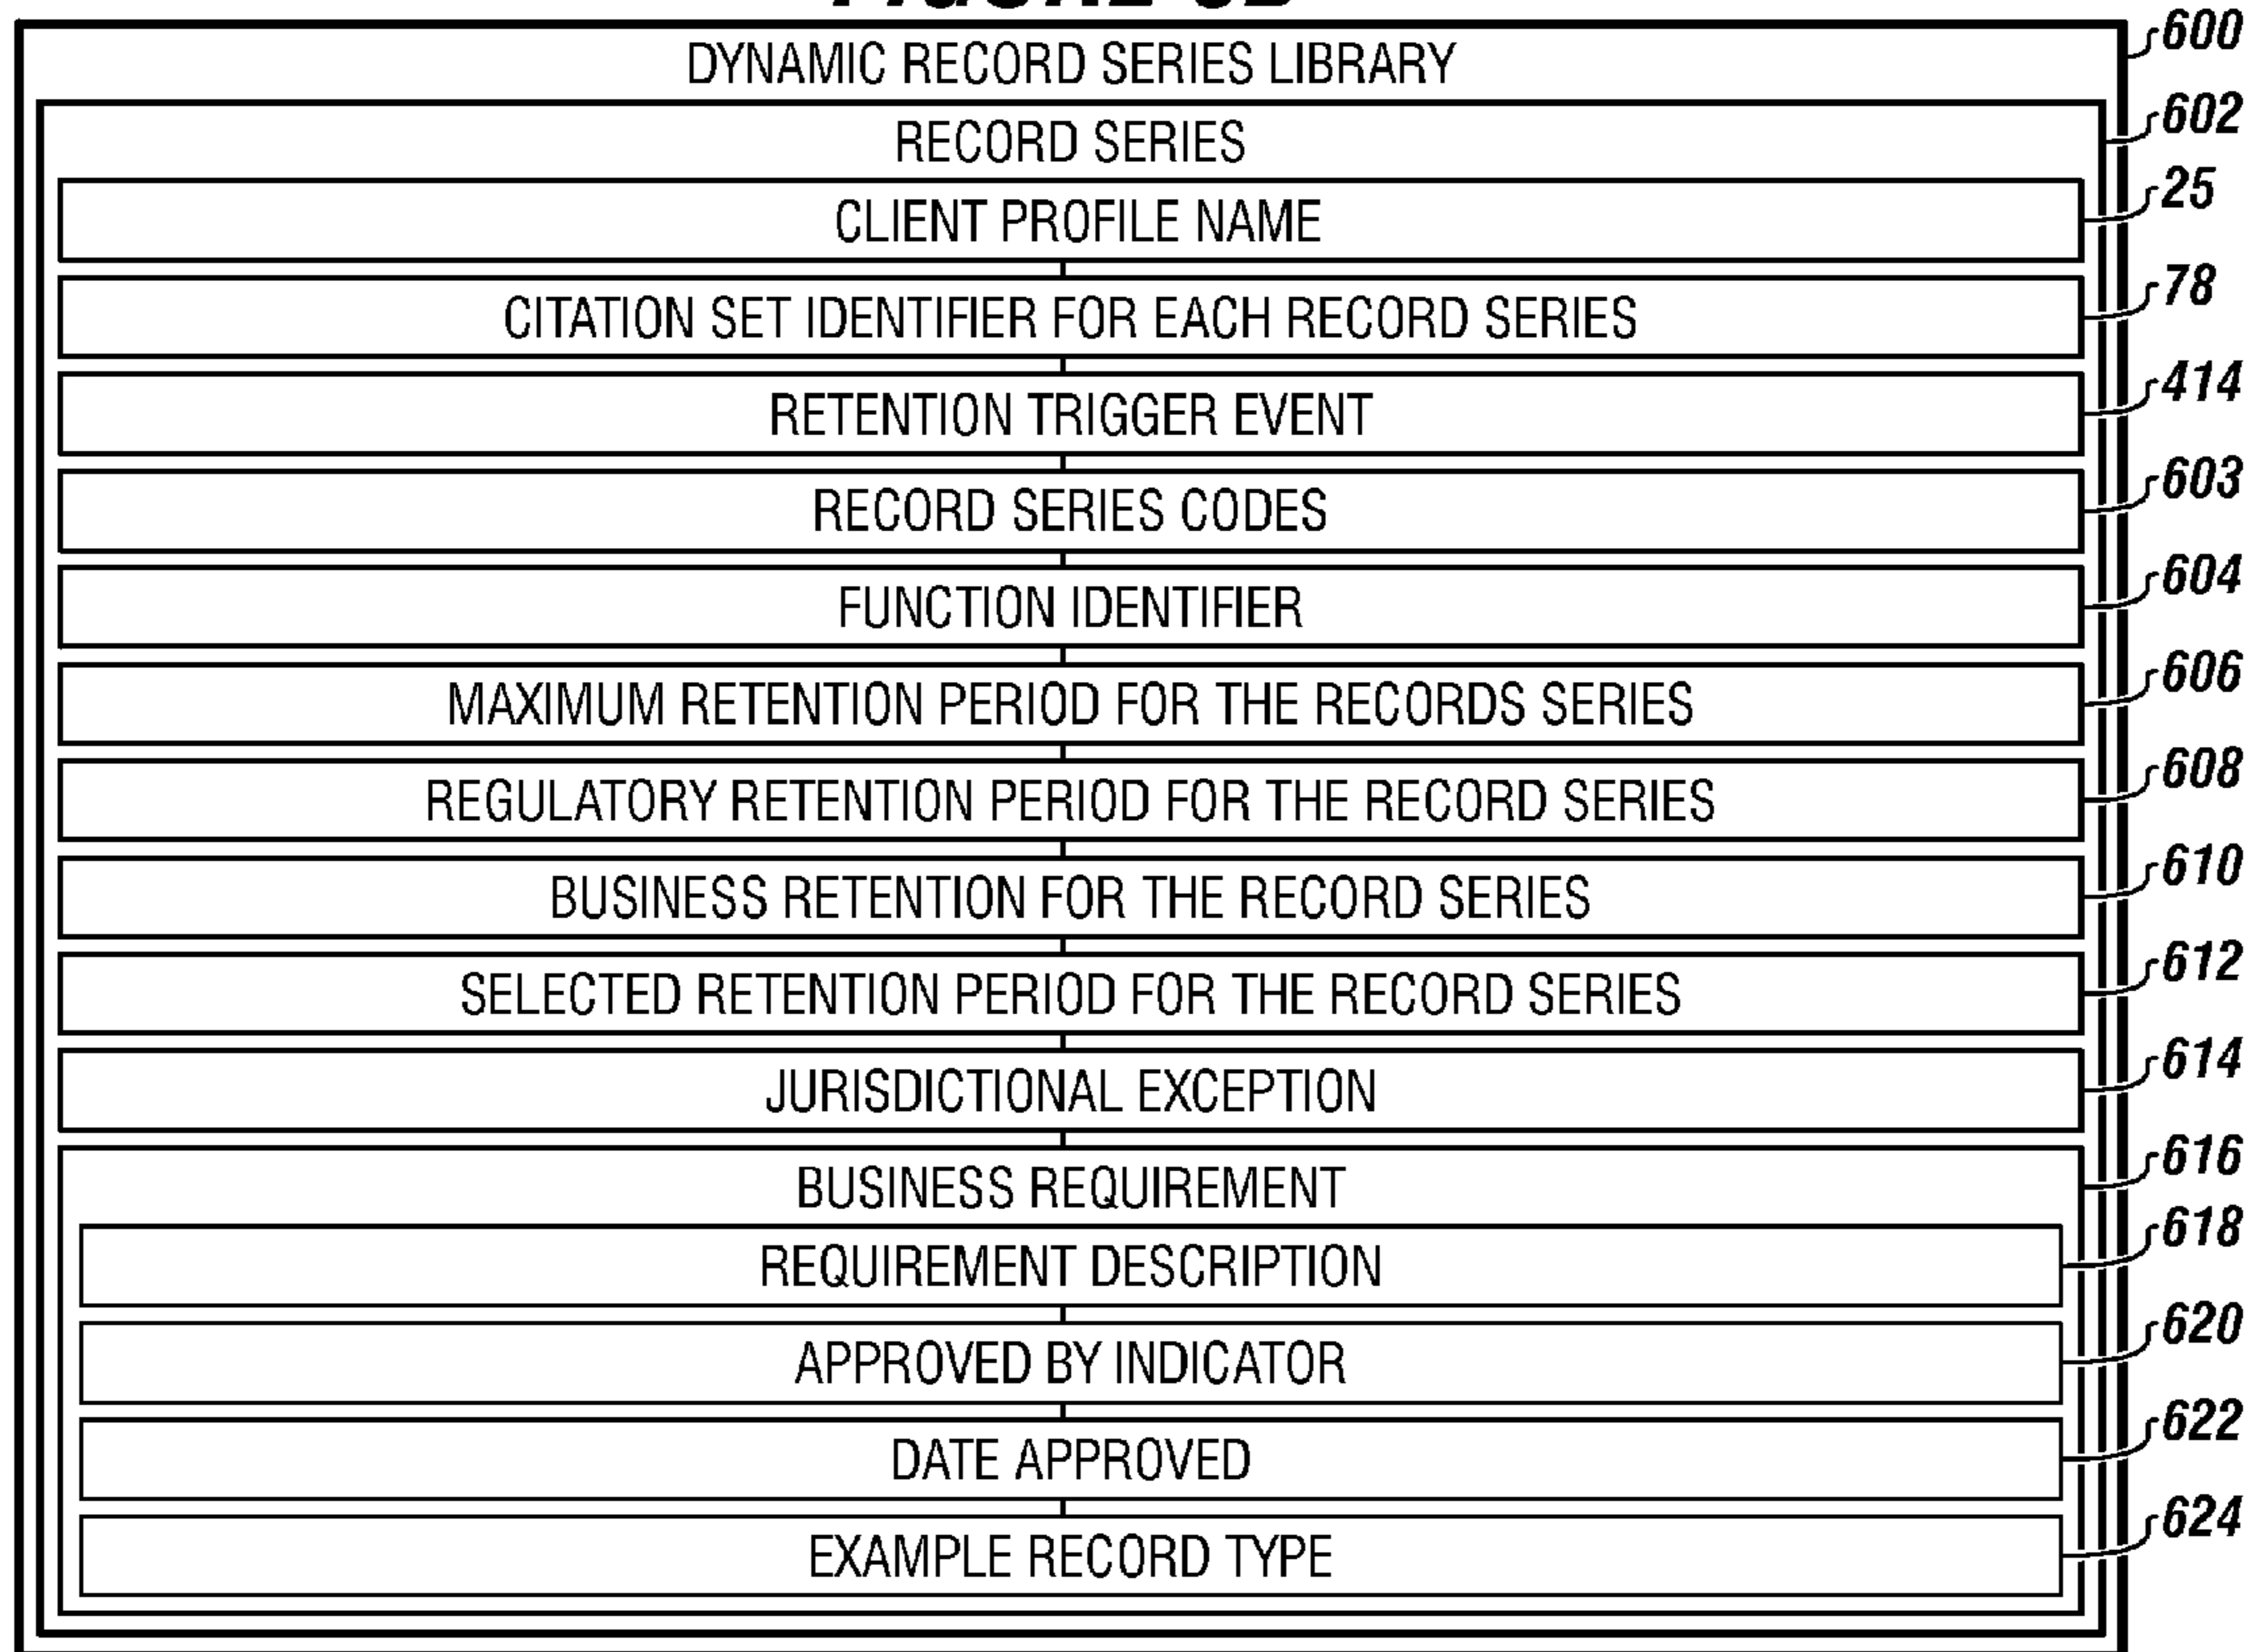 DYNAMIC RECORD SERIES LIBRARY 600
RECORD SERIES 602
CLIENT PROFILE NAME 25
CITATION SET IDENTIFIER FOR EACH RECORD SERIES 78
RETENTION TRIGGER EVENT 414
RECORD SERIES CODES 603
FUNCTION IDENTIFIER 604
MAXIMUM RETENTION PERIOD FOR THE RECORDS SERIES 606
REGULATORY RETENTION PERIOD FOR THE RECORD SERIES 608
BUSINESS RETENTION FOR THE RECORD SERIES 610
SELECTED RETENTION PERIOD FOR THE RECORD SERIES 612
JURISDICTIONAL EXCEPTION 614
BUSINESS REQUIREMENT 616
REQUIREMENT DESCRIPTION 618
APPROVED BY INDICATOR 620
DATE APPROVED 622
EXAMPLE RECORD TYPE 624